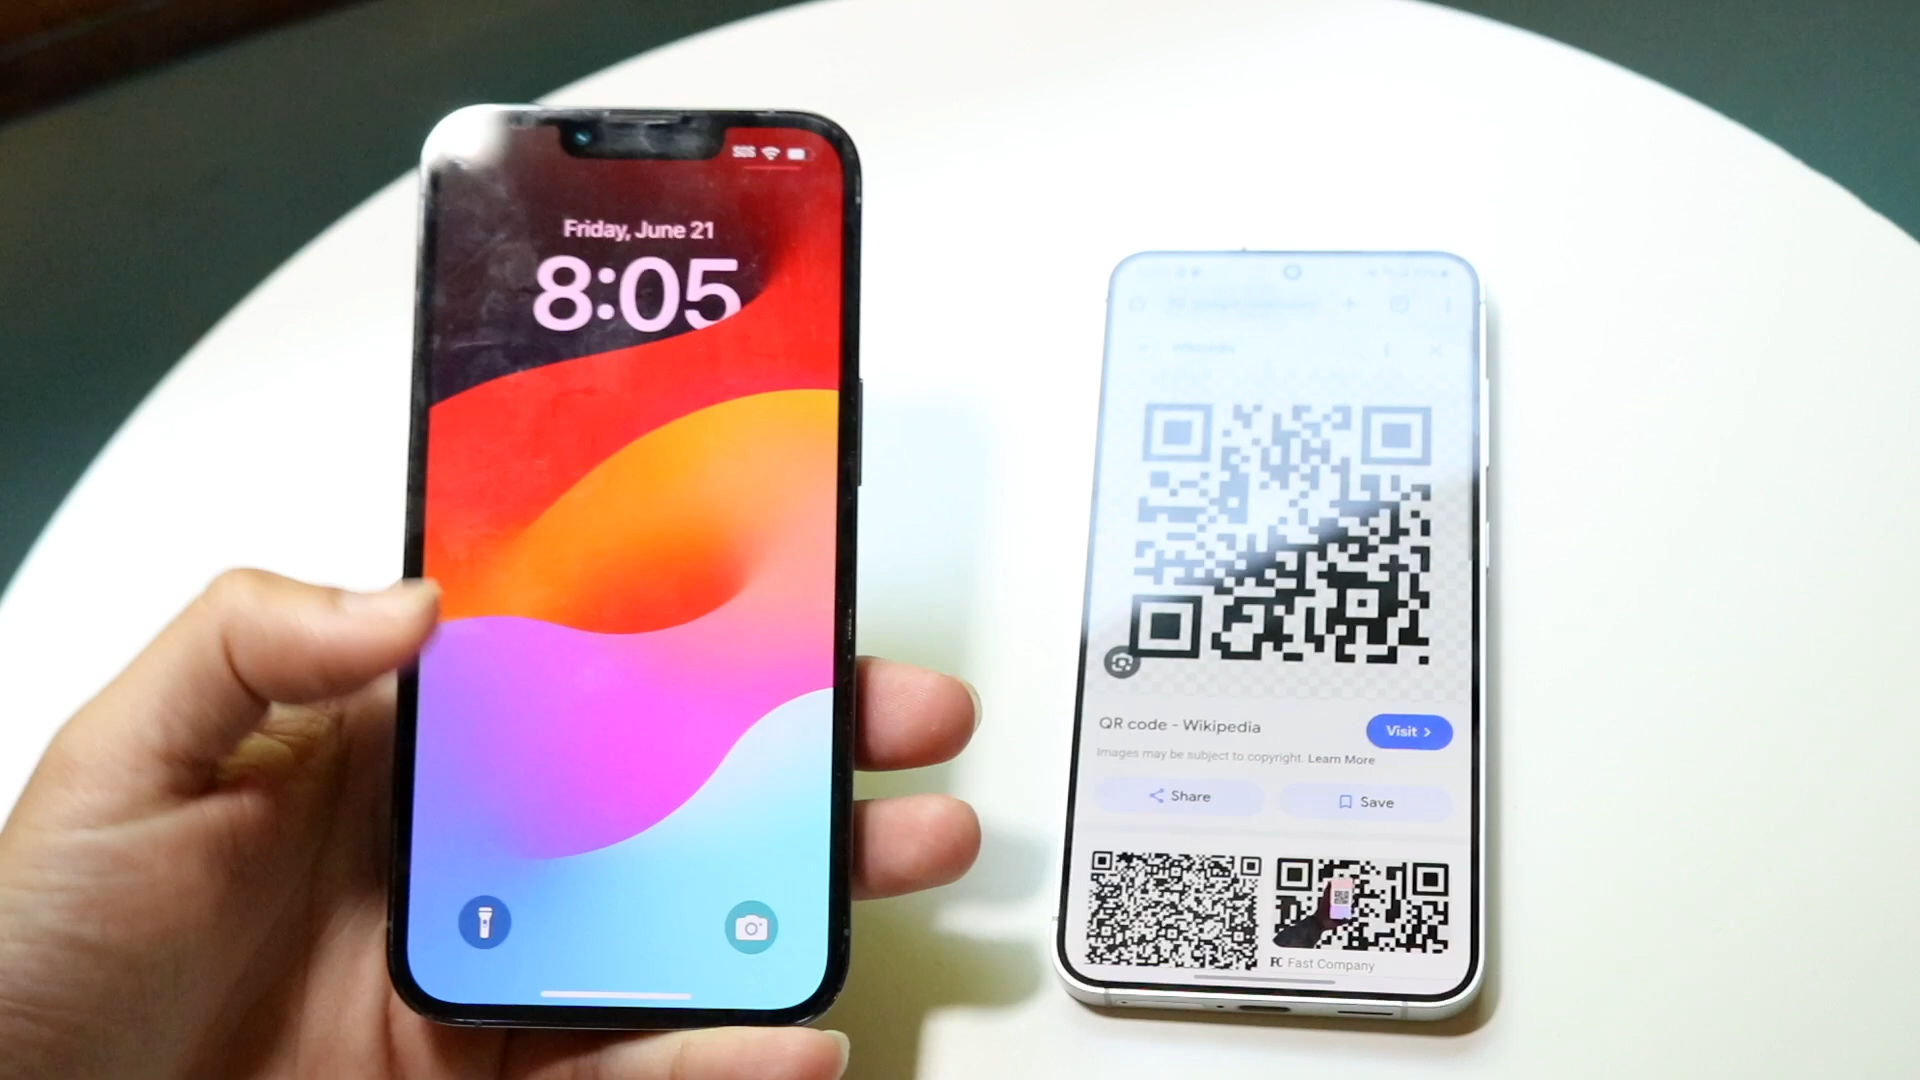 SOS
Friday, June 21
8:05
QR code - Wikipedia
Visit >
Images may be subject to copyright. Learn More
Share
Save
FC Fast Company